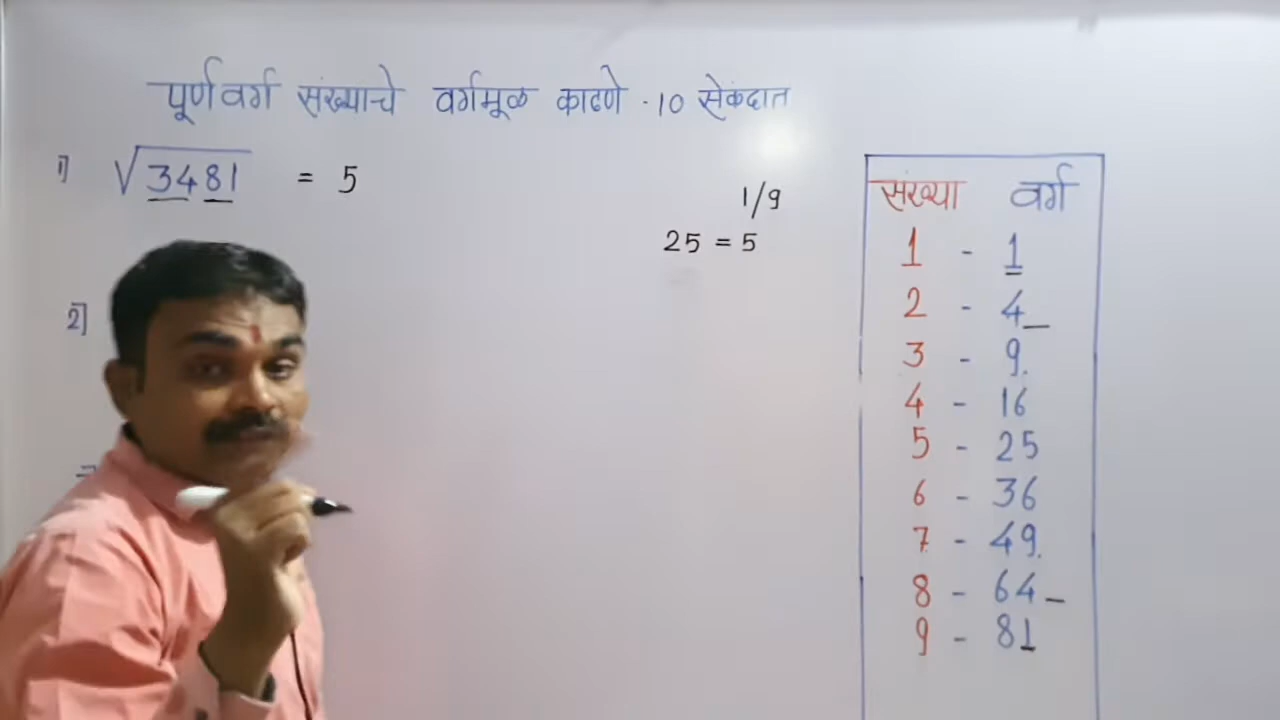 पूर्णवर्ग संख्याचे वर्गमूळ काढणे . 10 सेकंदात
1] √3481 = 5
1/9
25 = 5
2]
संख्या वर्ग
1 - 1
2 - 4
3 - 9
4 - 16
5 - 25
6 - 36
7 - 49
8 - 64
9 - 81